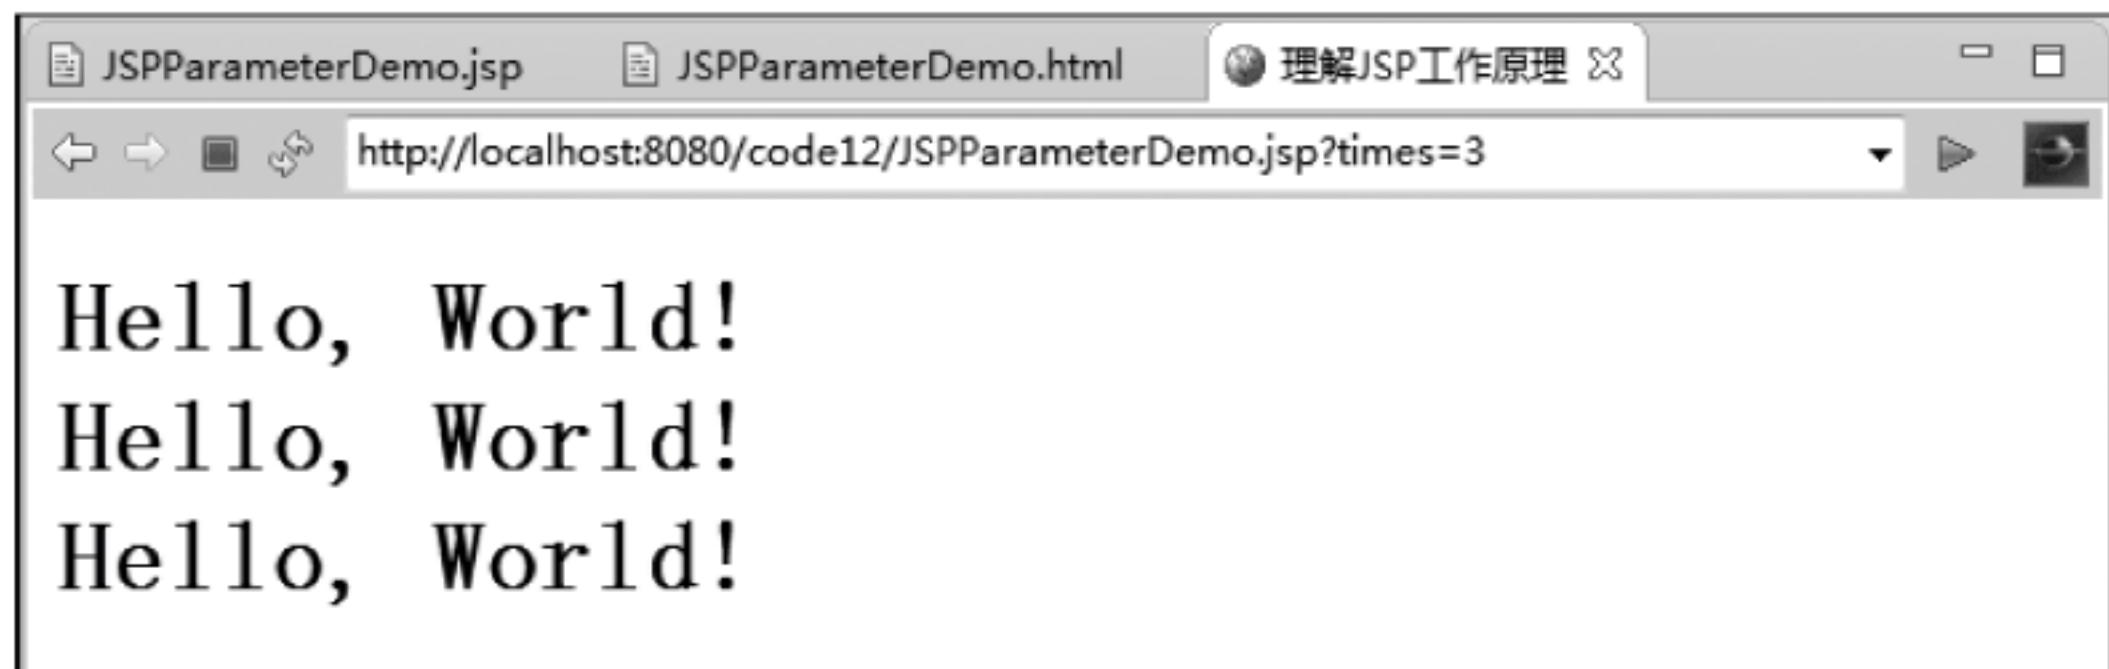 JSPParameterDemo.jsp JSPParameterDemo.html 理解JSP工作原理
http://localhost:8080/code12/JSPParameterDemo.jsp?times=3
Hello, World!
Hello, World!
Hello, World!